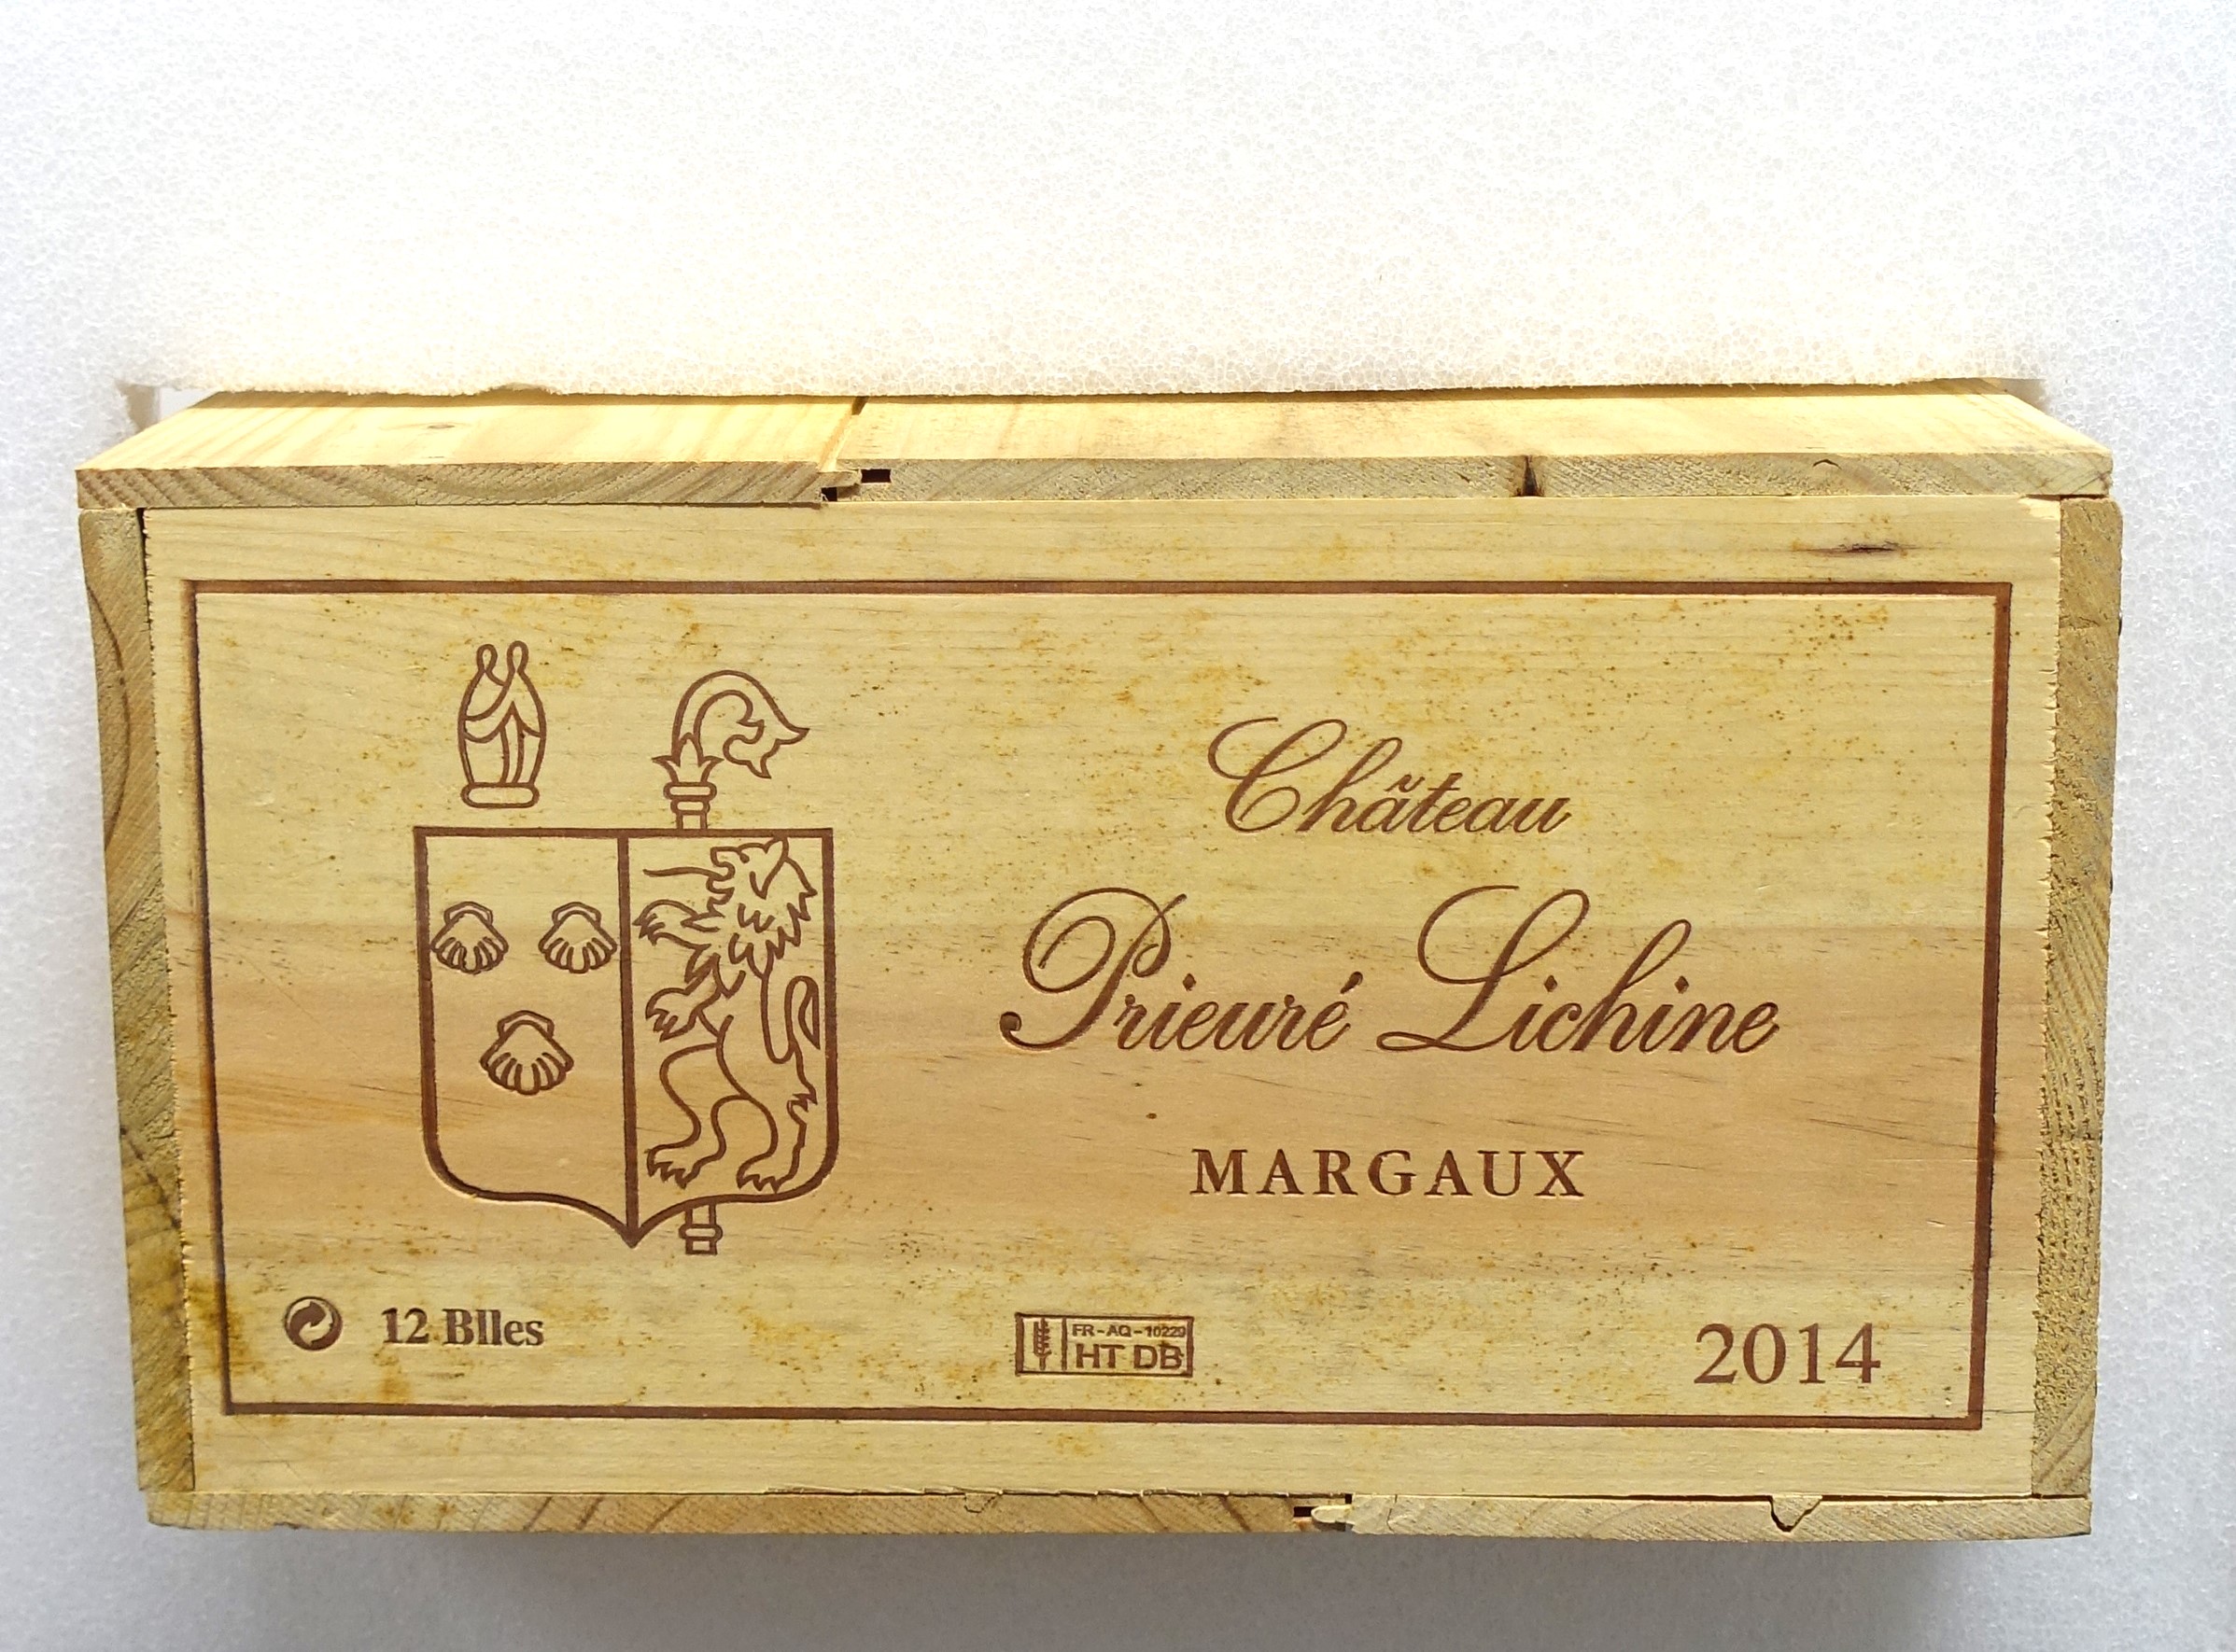 Château
Prieuré Lichine
MARGAUX
12 Blles
FR-AQ-10229
HT DB
2014